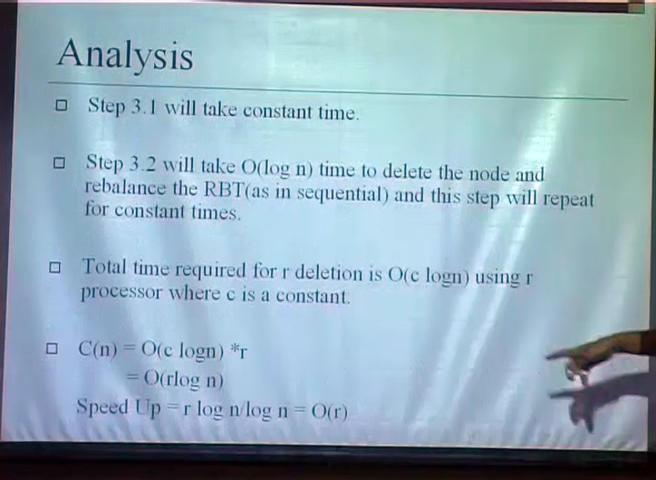 Analysis
Step 3.1 will take constant time.
Step 3.2 will take O(log n) time to delete the node and
rebalance the RBT(as in sequential) and this step will repeat
for constant times.
Total time required for r deletion is O(c logn) using r
processor where c is a constant.
C(n) = O(c logn) *r
= O(rlog n)
Speed Up = r log n/log n = O(r)